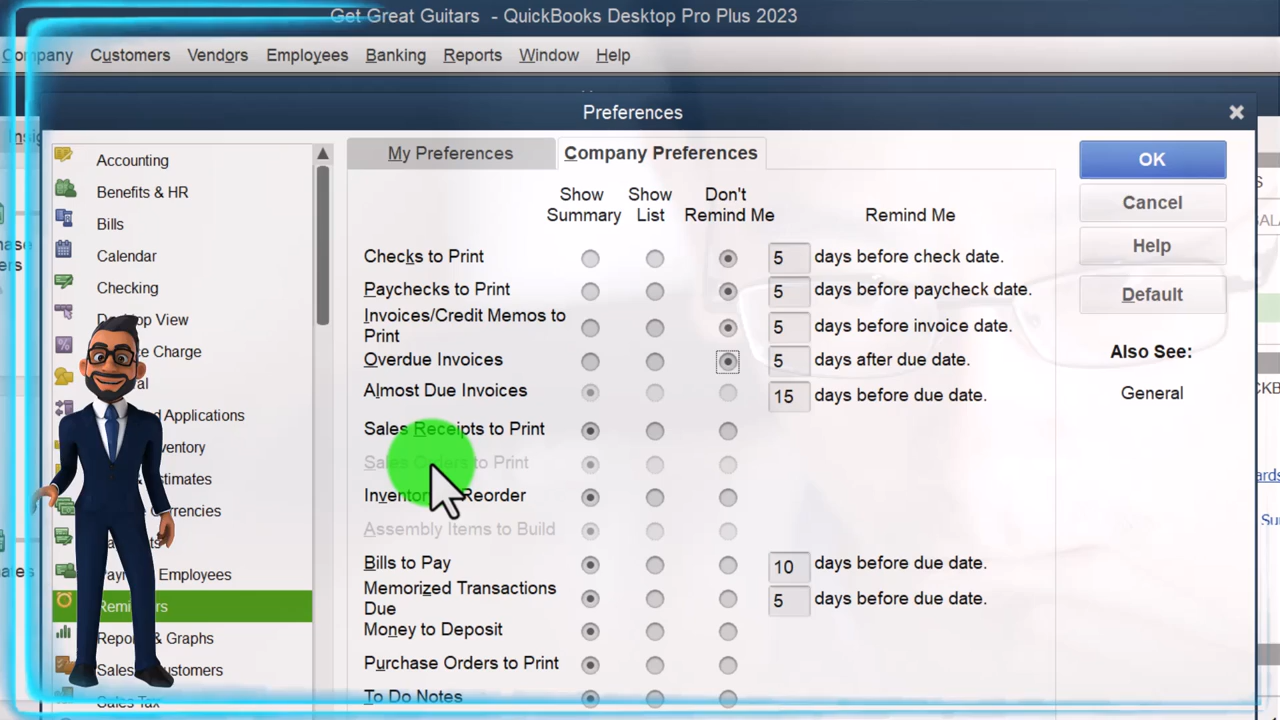 Get Great Guitars - QuickBooks Desktop Pro Plus 2023
Company Customers Vendors Employees Banking Reports Window Help
Preferences
Accounting
Benefits & HR
Bills
Calendar
Checking
View
Charge
Applications
Estimates
Employees
Reminders
& Graphs
Sales Customers
Sales Tax
My Preferences
Company Preferences
Show Summary
Show List
Don't Remind Me
Remind Me
Checks to Print 5 days before check date.
Paychecks to Print 5 days before paycheck date.
Invoices/Credit Memos to
Print 5 days before invoice date.
Overdue Invoices 5 days after due date.
Almost Due Invoices 15 days before due date.
Sales Receipts to Print
Sales Orders to Print
Inventory Reorder
Assembly Items to Build
Bills to Pay 10 days before due date.
Memorized Transactions
Due 5 days before due date.
Money to Deposit
Purchase Orders to Print
To Do Notes
OK
Cancel
Help
Default
Also See:
General